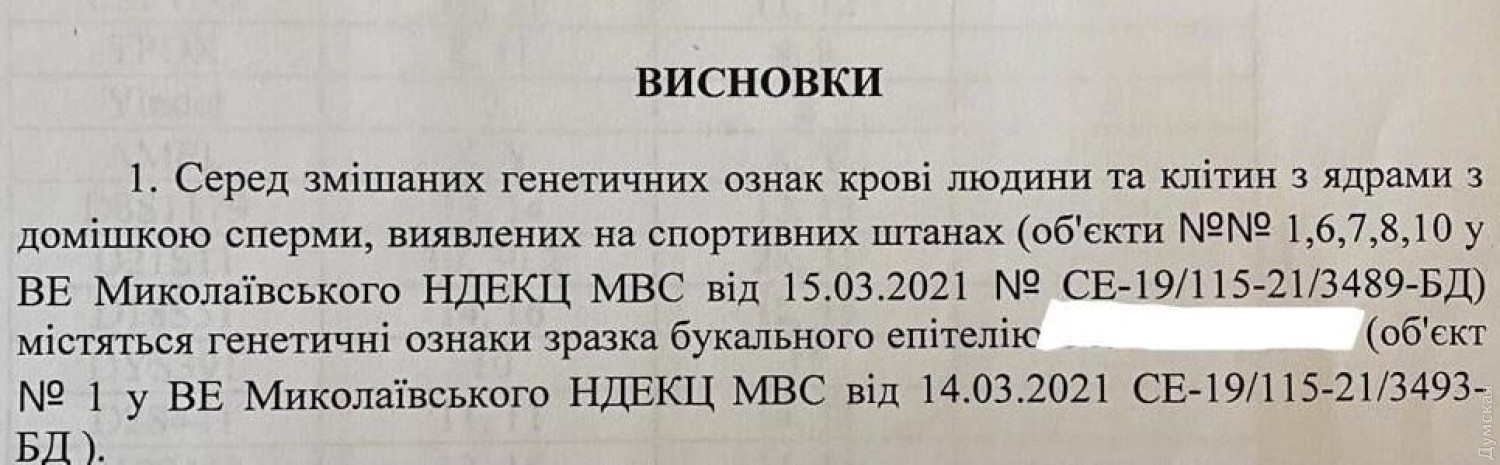 ВИСНОВКИ
1. Серед змішаних генетичних ознак крові людини та клітин з ядрами з
домішкою сперми, виявлених на спортивних штанах (об'єкти №№ 1,6,7,8,10 у
ВЕ Миколаївського НДЕКЦ МВС від 15.03.2021 № СЕ-19/115-21/3489-БД)
містяться генетичні ознаки зразка букального епітелію (об'єкт
№ 1 у ВЕ Миколаївського НДЕКЦ МВС від 14.03.2021 СЕ-19/115-21/3493-
БД ).
Думская